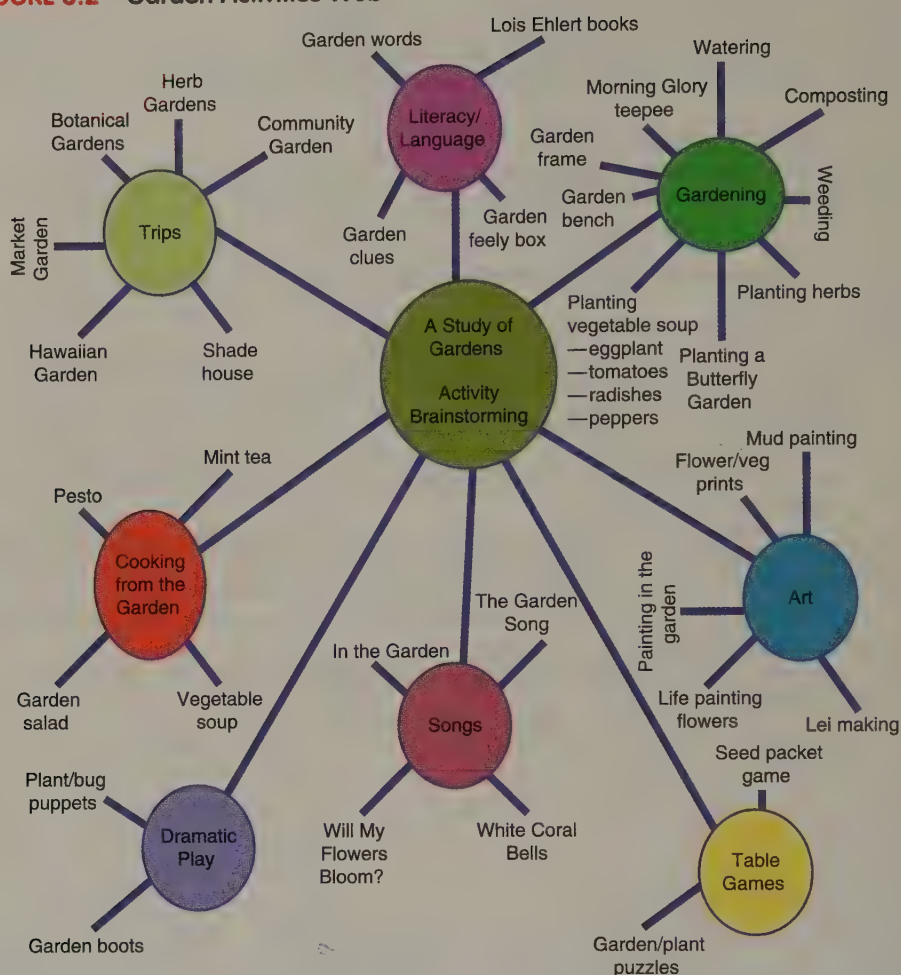 Garden Activities Web
Garden words
Lois Ehlert books
Literacy/
Language
Garden
clues
Garden
feely box
Watering
Morning Glory
teepee
Composting
Garden
frame
Garden
bench
Gardening
Weeding
Planting herbs
Planting
vegetable soup
—eggplant
—tomatoes
—radishes
—peppers
Planting a
Butterfly
Garden
Herb
Gardens
Botanical
Gardens
Community
Garden
Market
Garden
Trips
Hawaiian
Garden
Shade
house
A Study of
Gardens
Activity
Brainstorming
Mint tea
Pesto
Cooking
from the
Garden
Garden
salad
Vegetable
soup
Mud painting
Flower/veg
prints
Painting in the
garden
Art
Life painting
flowers
Lei making
The Garden
Song
In the Garden
Songs
Will My
Flowers
Bloom?
White Coral
Bells
Plant/bug
puppets
Dramatic
Play
Garden boots
Seed packet
game
Table
Games
Garden/plant
puzzles